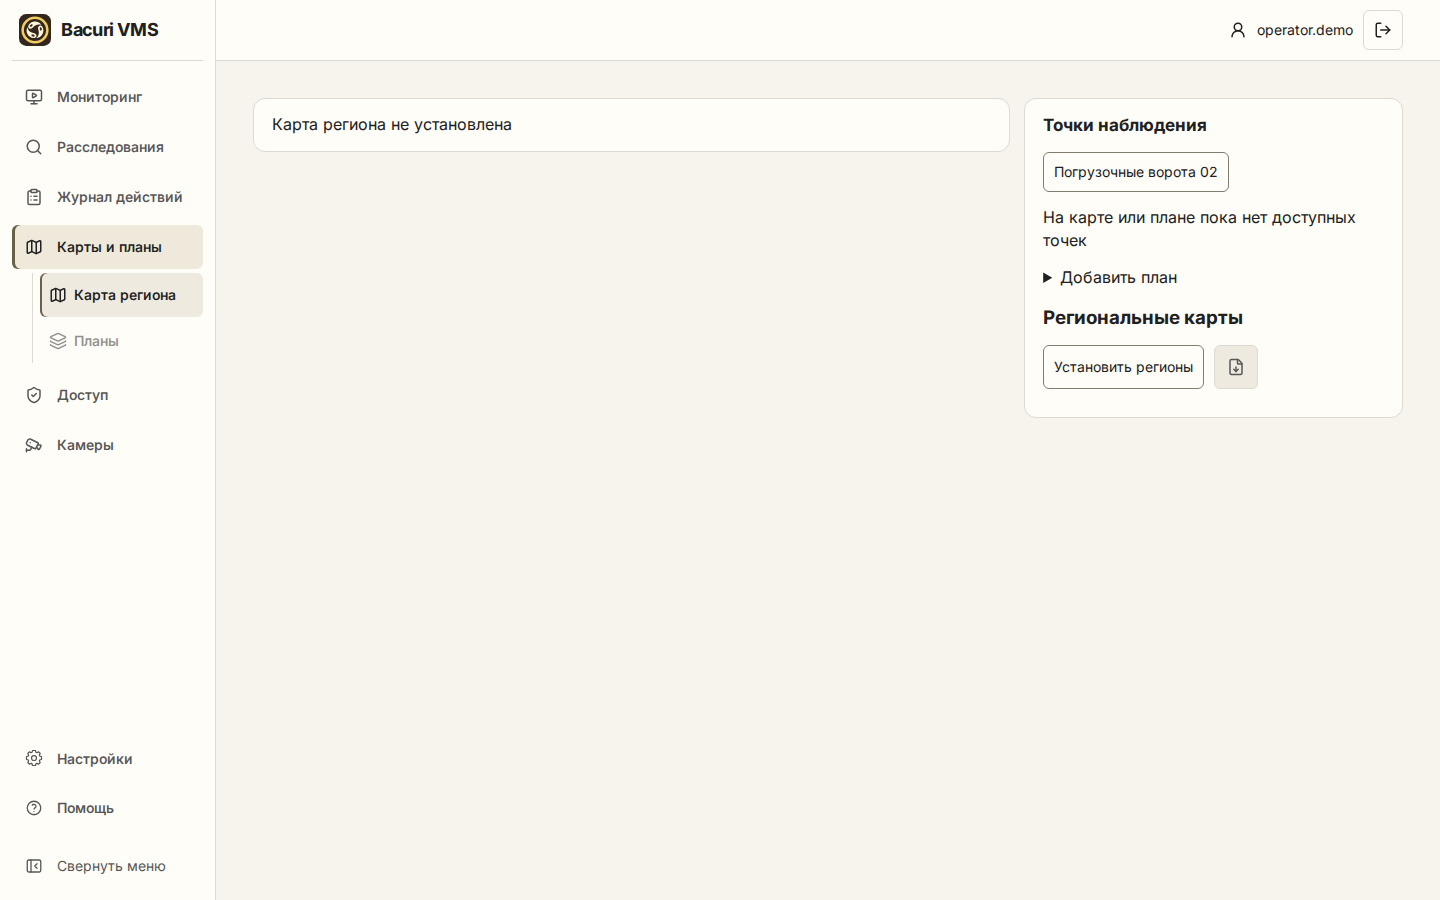 Bacuri VMS
operator.demo
Мониторинг
Расследования
Журнал действий
Карты и планы
Карта региона
Планы
Доступ
Камеры
Настройки
Помощь
Свернуть меню
Карта региона не установлена
Точки наблюдения
Погрузочные ворота 02
На карте или плане пока нет доступных
точек
Добавить план
Региональные карты
Установить регионы